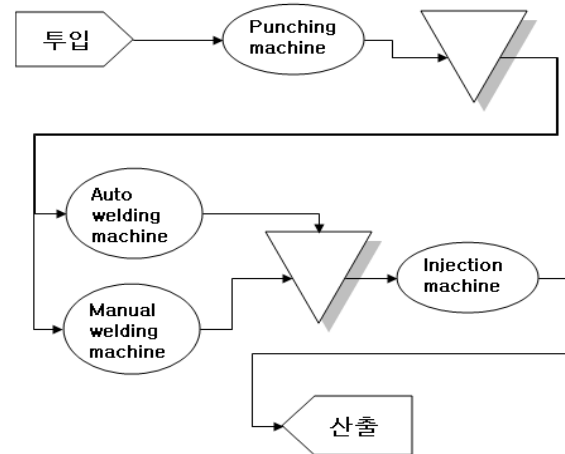 투입
Punching
machine
Auto
welding
machine
Manual
welding
machine
Injection
machine
산출